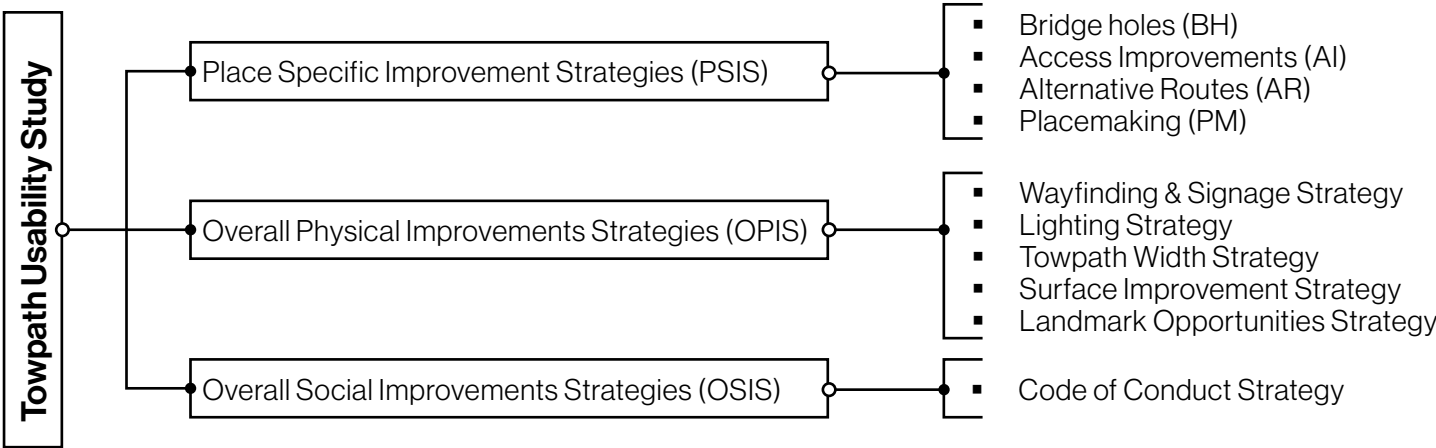 Towpath Usability Study
Place Specific Improvement Strategies (PSIS)
▪ Bridge holes (BH)
▪ Access Improvements (AI)
▪ Alternative Routes (AR)
▪ Placemaking (PM)
Overall Physical Improvements Strategies (OPIS)
▪ Wayfinding & Signage Strategy
▪ Lighting Strategy
▪ Towpath Width Strategy
▪ Surface Improvement Strategy
▪ Landmark Opportunities Strategy
Overall Social Improvements Strategies (OSIS)
▪ Code of Conduct Strategy